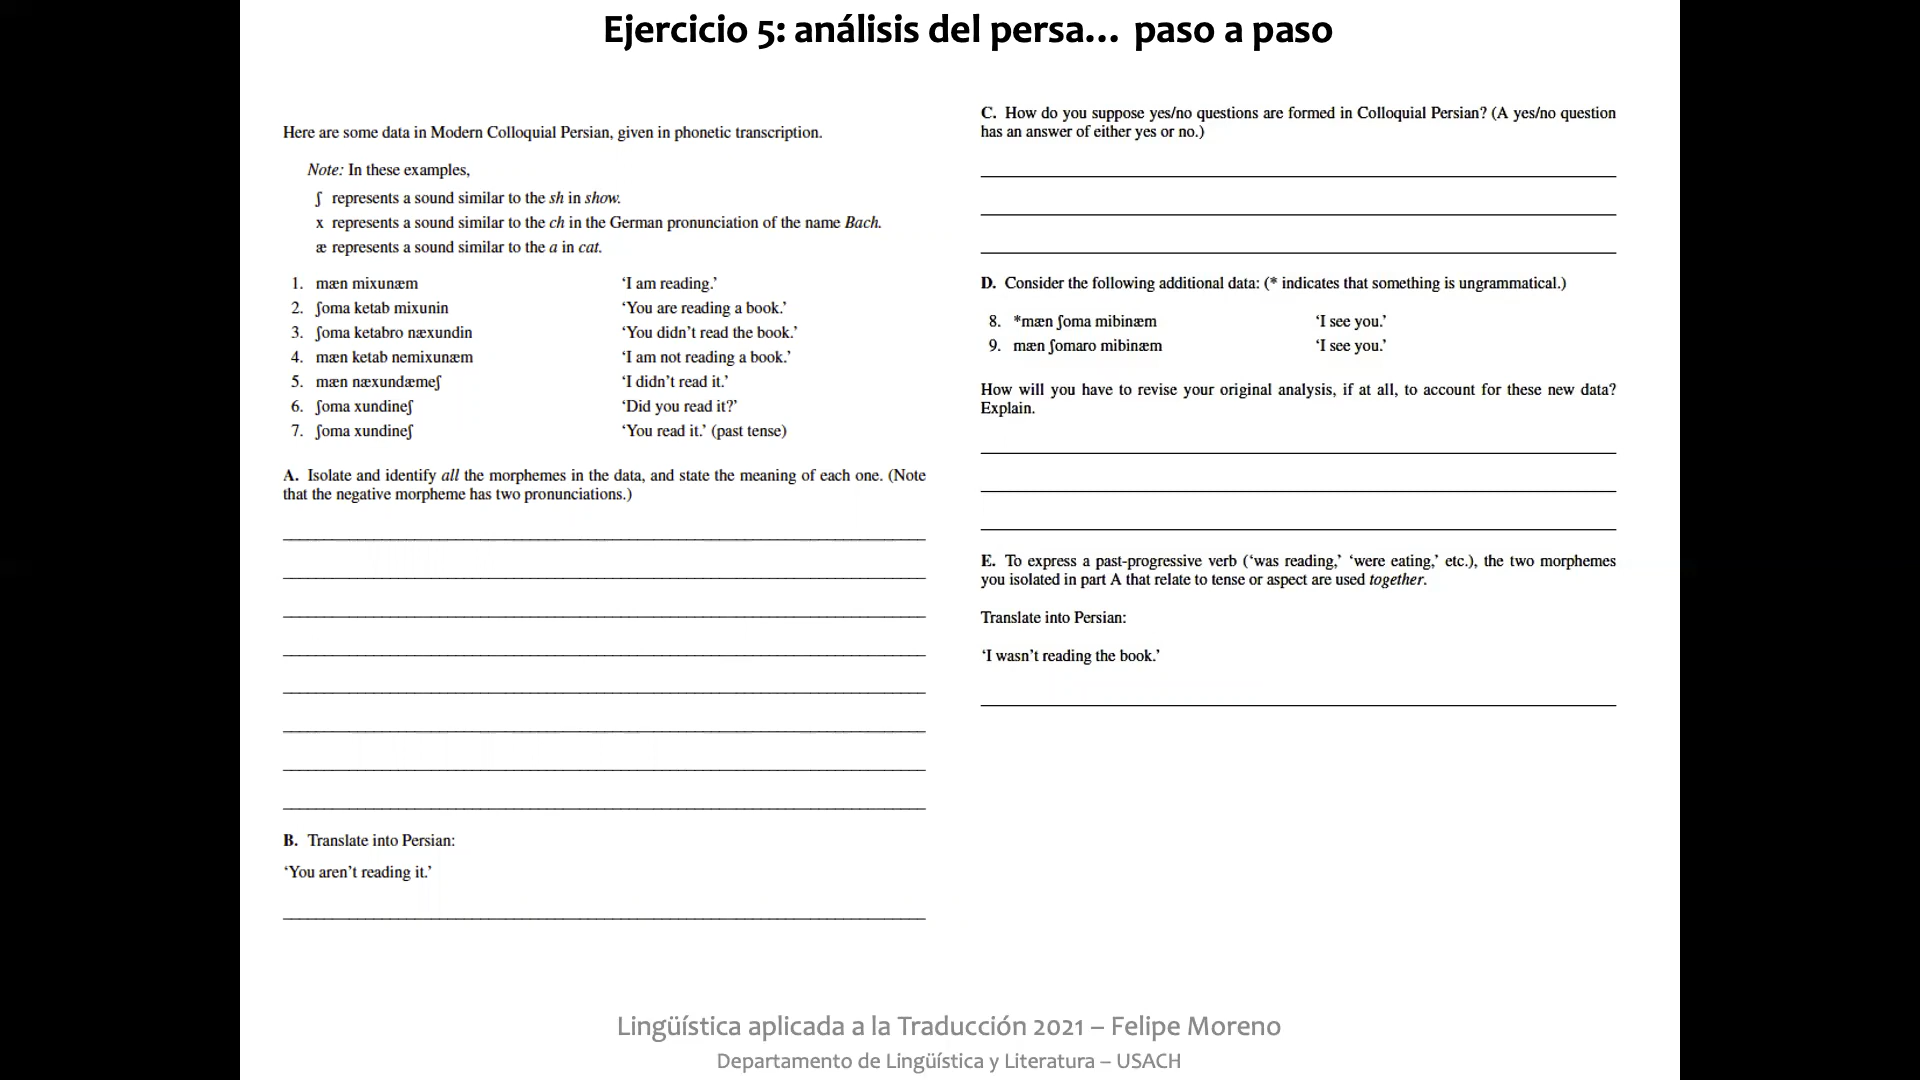 Ejercicio 5: análisis del persa... paso a paso
Here are some data in Modern Colloquial Persian, given in phonetic transcription.
Note: In these examples,
ʃ represents a sound similar to the sh in show.
x represents a sound similar to the ch in the German pronunciation of the name Bach.
æ represents a sound similar to the a in cat.
1. mæn mixunæm ‘I am reading.’
2. ʃoma ketab mixunin ‘You are reading a book.’
3. ʃoma ketabro næxundin ‘You didn’t read the book.’
4. mæn ketab nemixunæm ‘I am not reading a book.’
5. mæn næxundæmeʃ ‘I didn’t read it.’
6. ʃoma xundineʃ ‘Did you read it?’
7. ʃoma xundineʃ ‘You read it.’ (past tense)
A. Isolate and identify all the morphemes in the data, and state the meaning of each one. (Note
that the negative morpheme has two pronunciations.)
B. Translate into Persian:
‘You aren’t reading it.’
C. How do you suppose yes/no questions are formed in Colloquial Persian? (A yes/no question
has an answer of either yes or no.)
D. Consider the following additional data: (* indicates that something is ungrammatical.)
8. *mæn ʃoma mibinæm ‘I see you.’
9. mæn ʃomaro mibinæm ‘I see you.’
How will you have to revise your original analysis, if at all, to account for these new data?
Explain.
E. To express a past-progressive verb (‘was reading,’ ‘were eating,’ etc.), the two morphemes
you isolated in part A that relate to tense or aspect are used together.
Translate into Persian:
‘I wasn’t reading the book.’
Lingüística aplicada a la Traducción 2021 – Felipe Moreno
Departamento de Lingüística y Literatura – USACH